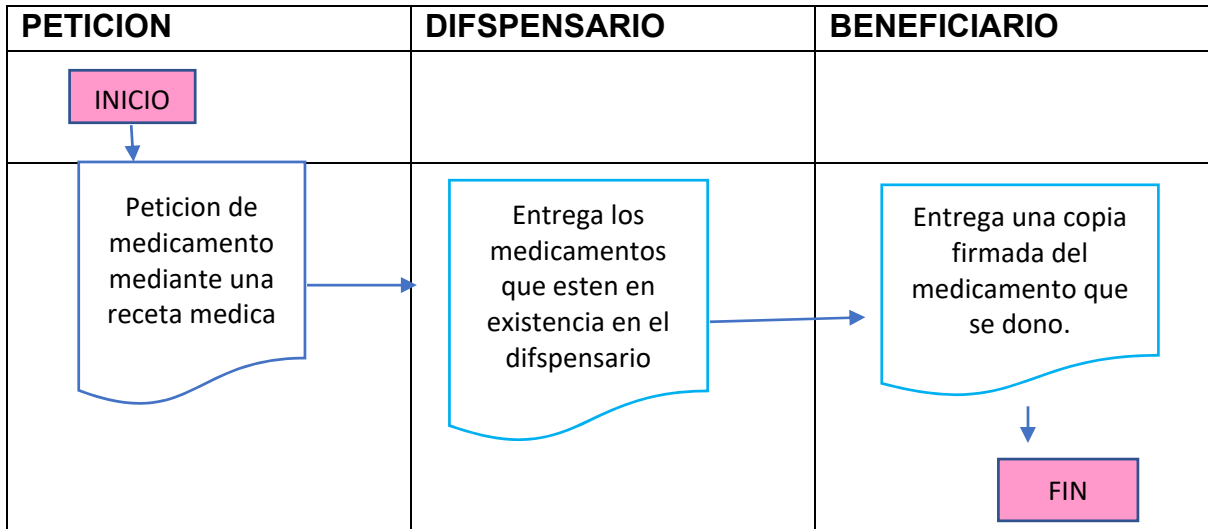 PETICION
DIFSPENSARIO
BENEFICIARIO
INICIO
Peticion de
medicamento
mediante una
receta medica
Entrega los
medicamentos
que esten en
existencia en el
difspensario
Entrega una copia
firmada del
medicamento que
se dono.
FIN